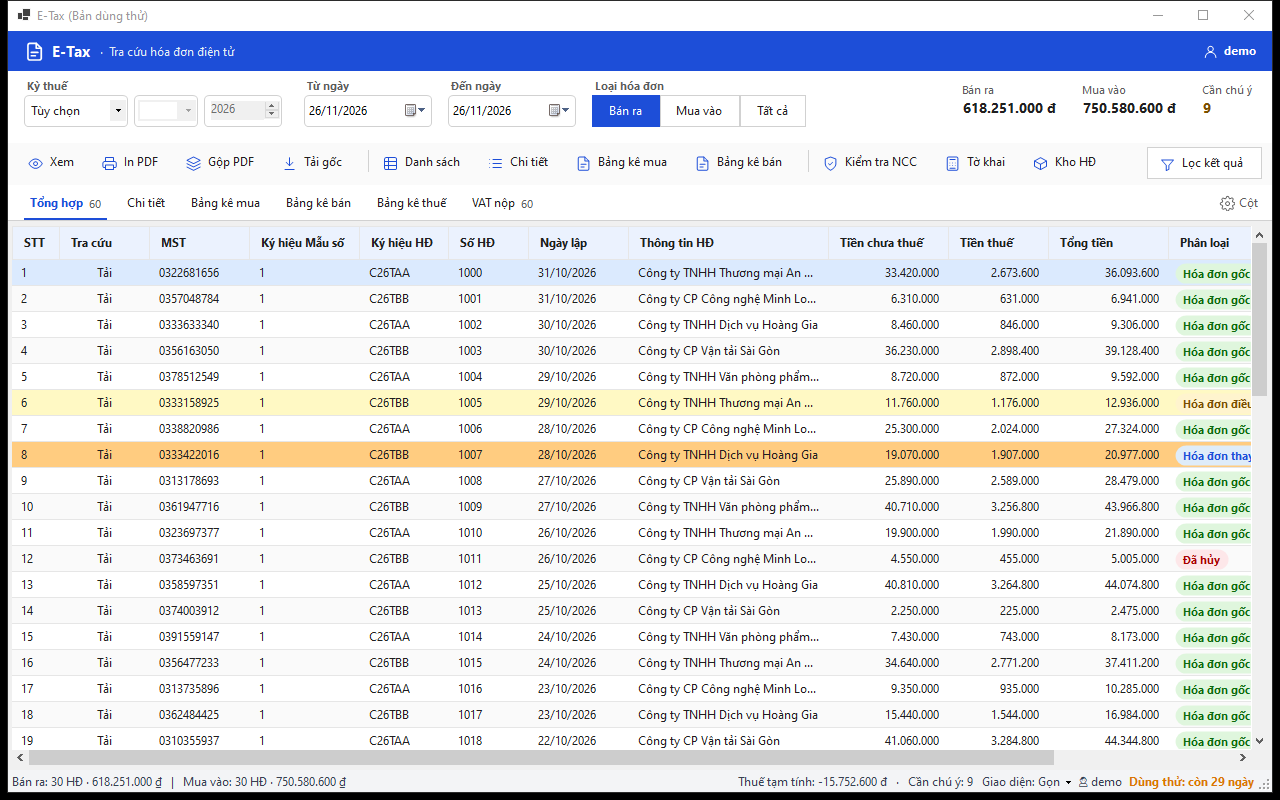 E-Tax (Bản dùng thử)
E-Tax · Tra cứu hóa đơn điện tử demo
Kỳ thuế Từ ngày Đến ngày Loại hóa đơn Bán ra Mua vào Cần chú ý
Tùy chọn 2026 26/11/2026 26/11/2026 Bán ra Mua vào Tất cả 618.251.000 đ 750.580.600 đ 9
Xem In PDF Gộp PDF Tải gốc Danh sách Chi tiết Bảng kê mua Bảng kê bán Kiểm tra NCC Tờ khai Kho HĐ Lọc kết quả
Tổng hợp 60 Chi tiết Bảng kê mua Bảng kê bán Bảng kê thuế VAT nộp 60 Cột
STT Tra cứu MST Ký hiệu Mẫu số Ký hiệu HĐ Số HĐ Ngày lập Thông tin HĐ Tiền chưa thuế Tiền thuế Tổng tiền Phân loại
1 Tải 0322681656 1 C26TAA 1000 31/10/2026 Công ty TNHH Thương mại An ... 33.420.000 2.673.600 36.093.600 Hóa đơn gốc
2 Tải 0357048784 1 C26TBB 1001 31/10/2026 Công ty CP Công nghệ Minh Lo... 6.310.000 631.000 6.941.000 Hóa đơn gốc
3 Tải 0333633340 1 C26TAA 1002 30/10/2026 Công ty TNHH Dịch vụ Hoàng Gia 8.460.000 846.000 9.306.000 Hóa đơn gốc
4 Tải 0356163050 1 C26TBB 1003 30/10/2026 Công ty CP Vận tải Sài Gòn 36.230.000 2.898.400 39.128.400 Hóa đơn gốc
5 Tải 0378512549 1 C26TAA 1004 29/10/2026 Công ty TNHH Văn phòng phẩm... 8.720.000 872.000 9.592.000 Hóa đơn gốc
6 Tải 0333158925 1 C26TBB 1005 29/10/2026 Công ty TNHH Thương mại An ... 11.760.000 1.176.000 12.936.000 Hóa đơn điều
7 Tải 0338820986 1 C26TAA 1006 28/10/2026 Công ty CP Công nghệ Minh Lo... 25.300.000 2.024.000 27.324.000 Hóa đơn gốc
8 Tải 0333422016 1 C26TBB 1007 28/10/2026 Công ty TNHH Dịch vụ Hoàng Gia 19.070.000 1.907.000 20.977.000 Hóa đơn thay
9 Tải 0313178693 1 C26TAA 1008 27/10/2026 Công ty CP Vận tải Sài Gòn 25.890.000 2.589.000 28.479.000 Hóa đơn gốc
10 Tải 0361947716 1 C26TBB 1009 27/10/2026 Công ty TNHH Văn phòng phẩm... 40.710.000 3.256.800 43.966.800 Hóa đơn gốc
11 Tải 0323697377 1 C26TAA 1010 26/10/2026 Công ty TNHH Thương mại An ... 19.900.000 1.990.000 21.890.000 Hóa đơn gốc
12 Tải 0373463691 1 C26TBB 1011 26/10/2026 Công ty CP Công nghệ Minh Lo... 4.550.000 455.000 5.005.000 Đã hủy
13 Tải 0358597351 1 C26TAA 1012 25/10/2026 Công ty TNHH Dịch vụ Hoàng Gia 40.810.000 3.264.800 44.074.800 Hóa đơn gốc
14 Tải 0374003912 1 C26TBB 1013 25/10/2026 Công ty CP Vận tải Sài Gòn 2.250.000 225.000 2.475.000 Hóa đơn gốc
15 Tải 0391559147 1 C26TAA 1014 24/10/2026 Công ty TNHH Văn phòng phẩm... 7.430.000 743.000 8.173.000 Hóa đơn gốc
16 Tải 0356477233 1 C26TBB 1015 24/10/2026 Công ty TNHH Thương mại An ... 34.640.000 2.771.200 37.411.200 Hóa đơn gốc
17 Tải 0313735896 1 C26TAA 1016 23/10/2026 Công ty CP Công nghệ Minh Lo... 9.350.000 935.000 10.285.000 Hóa đơn gốc
18 Tải 0362484425 1 C26TBB 1017 23/10/2026 Công ty TNHH Dịch vụ Hoàng Gia 15.440.000 1.544.000 16.984.000 Hóa đơn gốc
19 Tải 0310355937 1 C26TAA 1018 22/10/2026 Công ty CP Vận tải Sài Gòn 41.060.000 3.284.800 44.344.800 Hóa đơn gốc
Bán ra: 30 HĐ · 618.251.000 ₫ | Mua vào: 30 HĐ · 750.580.600 ₫ Thuế tạm tính: -15.752.600 đ · Cần chú ý: 9 Giao diện: Gọn demo Dùng thử: còn 29 ngày